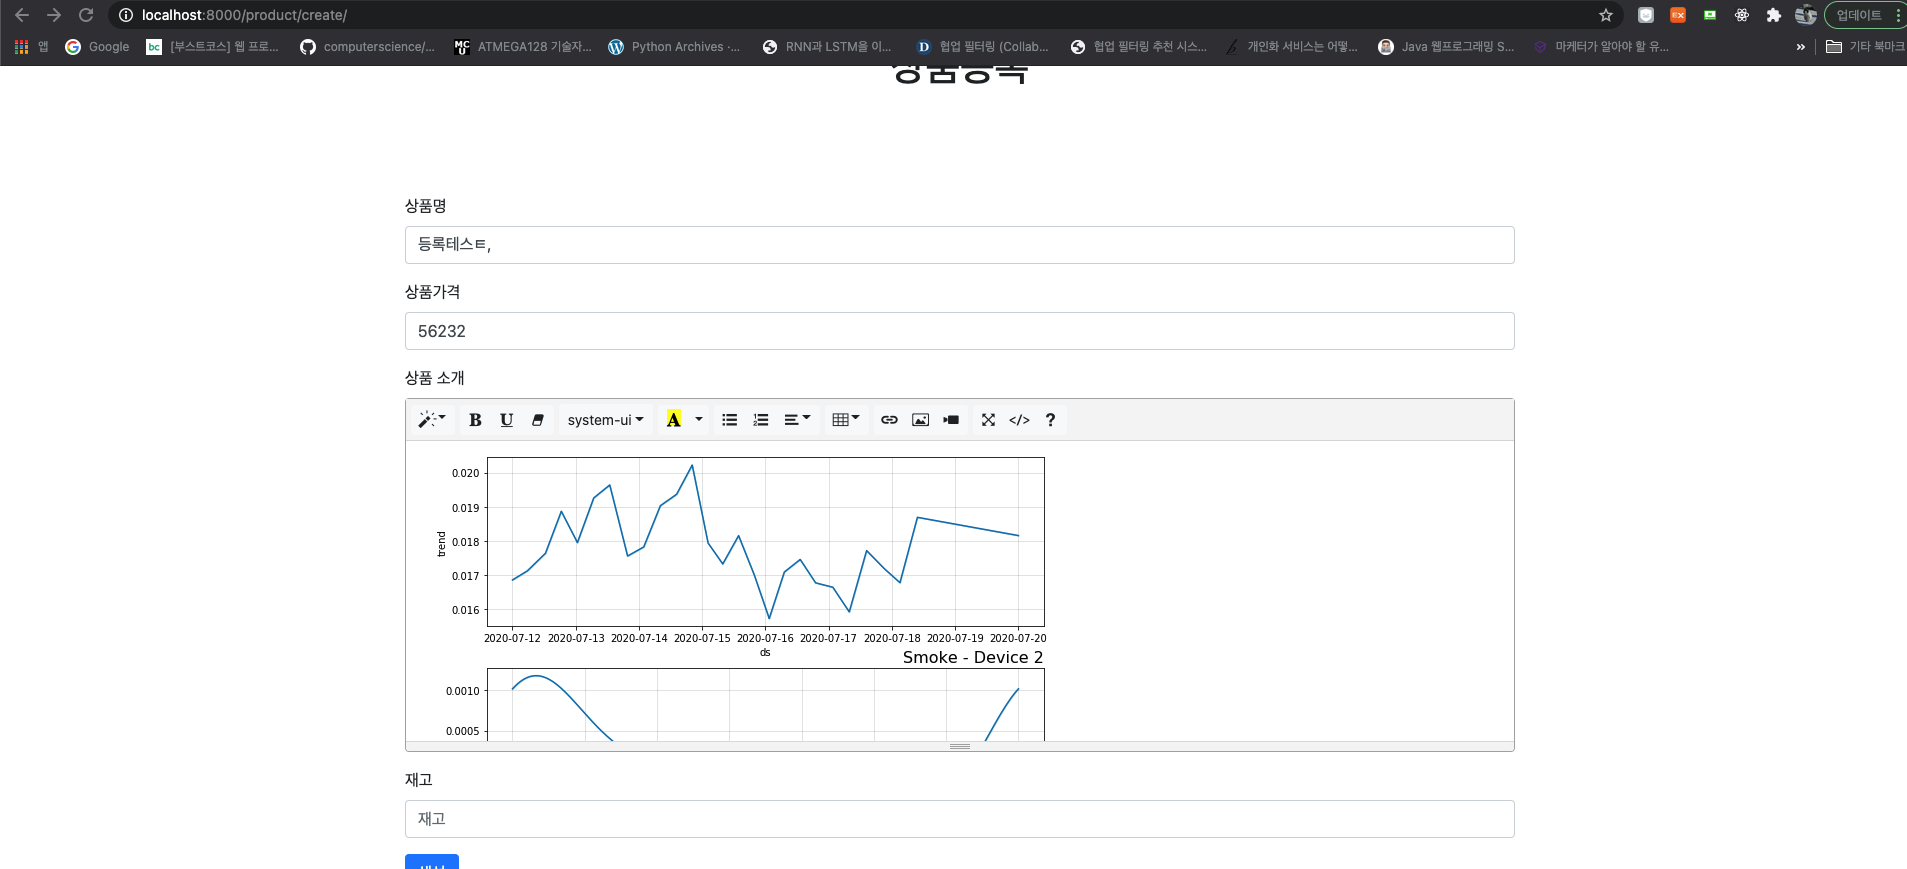 localhost:8000/product/create/
업데이트
앱 Google [부스트코스] 웹 프로... computerscience/... ATMEGA128 기술자... Python Archives -... RNN과 LSTM을 이... 협업 필터링 (Collab... 협업 필터링 추천 시스... 개인화 서비스는 어떻... Java 웹프로그래밍 S... 마케터가 알아야 할 유... » 기타 북마크
상품등록
상품명
등록테스ㅌ,
상품가격
56232
상품 소개
B U system-ui A </> ?
0.020
0.019
0.018
0.017
0.016
trend
2020-07-12 2020-07-13 2020-07-14 2020-07-15 2020-07-16 2020-07-17 2020-07-18 2020-07-19 2020-07-20
ds
Smoke - Device 2
0.0010
0.0005
재고
재고